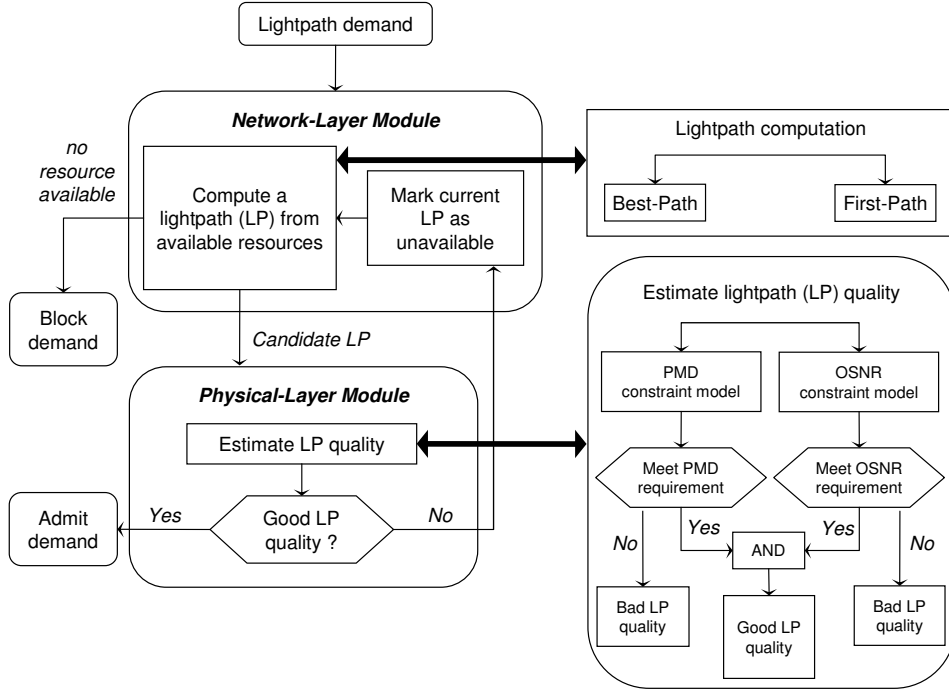 Lightpath demand
Network-Layer Module
no
resource
available
Compute a
lightpath (LP) from
available resources
Mark current
LP as
unavailable
Block
demand
Candidate LP
Physical-Layer Module
Estimate LP quality
Good LP
quality ?
Yes
No
Admit
demand
Lightpath computation
Best-Path
First-Path
Estimate lightpath (LP) quality
PMD
constraint model
OSNR
constraint model
Meet PMD
requirement
Meet OSNR
requirement
No
Yes
Yes
No
AND
Bad LP
quality
Good LP
quality
Bad LP
quality